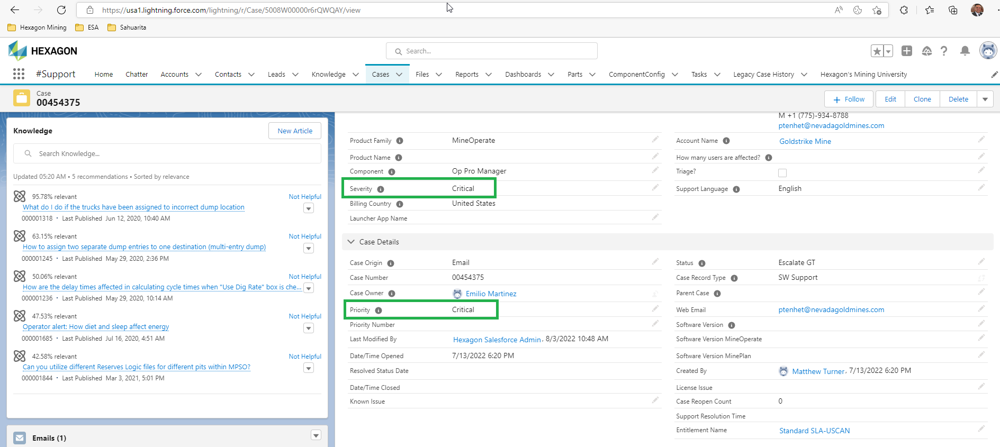 https://usa1.lightning.force.com/lightning/r/Case/5008W00000r6rQWQAY/view
Hexagon Mining ESA Sahuarita
HEXAGON
Search...
#Support Home Chatter Accounts Contacts Leads Knowledge Cases Files Reports Dashboards Parts ComponentConfig Tasks Legacy Case History Hexagon's Mining University
Case
00454375
+ Follow Edit Clone Delete
Knowledge
New Article
Search Knowledge...
Updated 05:20 AM • 5 recommendations • Sorted by relevance
95.78% relevant Not Helpful
What do I do if the trucks have been assigned to incorrect dump location
000001318 • Last Published Jun 12, 2020, 10:40 AM
63.15% relevant Not Helpful
How to assign two separate dump entries to one destination (multi-entry dump)
000001245 • Last Published May 29, 2020, 2:36 PM
50.06% relevant Not Helpful
How are the delay times affected in calculating cycle times when "Use Dig Rate" box is che...
000001236 • Last Published May 29, 2020, 10:14 AM
47.53% relevant Not Helpful
Operator alert: How diet and sleep affect energy
000001685 • Last Published Jul 16, 2020, 4:51 AM
42.58% relevant Not Helpful
Can you utilize different Reserves Logic files for different pits within MPSO?
000001844 • Last Published Mar 3, 2021, 5:01 PM
Emails (1)
M +1 (775)-934-8788
ptenhet@nevadagoldmines.com
Product Family MineOperate
Account Name Goldstrike Mine
Product Name
How many users are affected?
Component Op Pro Manager
Triage?
Severity Critical
Support Language English
Billing Country United States
Launcher App Name
Case Details
Case Origin Email
Status Escalate GT
Case Number 00454375
Case Record Type SW Support
Case Owner Emilio Martinez
Parent Case
Priority Critical
Web Email ptenhet@nevadagoldmines.com
Priority Number
Software Version
Last Modified By Hexagon Salesforce Admin, 8/3/2022 10:48 AM
Software Version MineOperate
Date/Time Opened 7/13/2022 6:20 PM
Software Version MinePlan
Resolved Status Date
Created By Matthew Turner, 7/13/2022 6:20 PM
Date/Time Closed
License Issue
Known Issue
Case Reopen Count 0
Support Resolution Time
Entitlement Name Standard SLA-USCAN